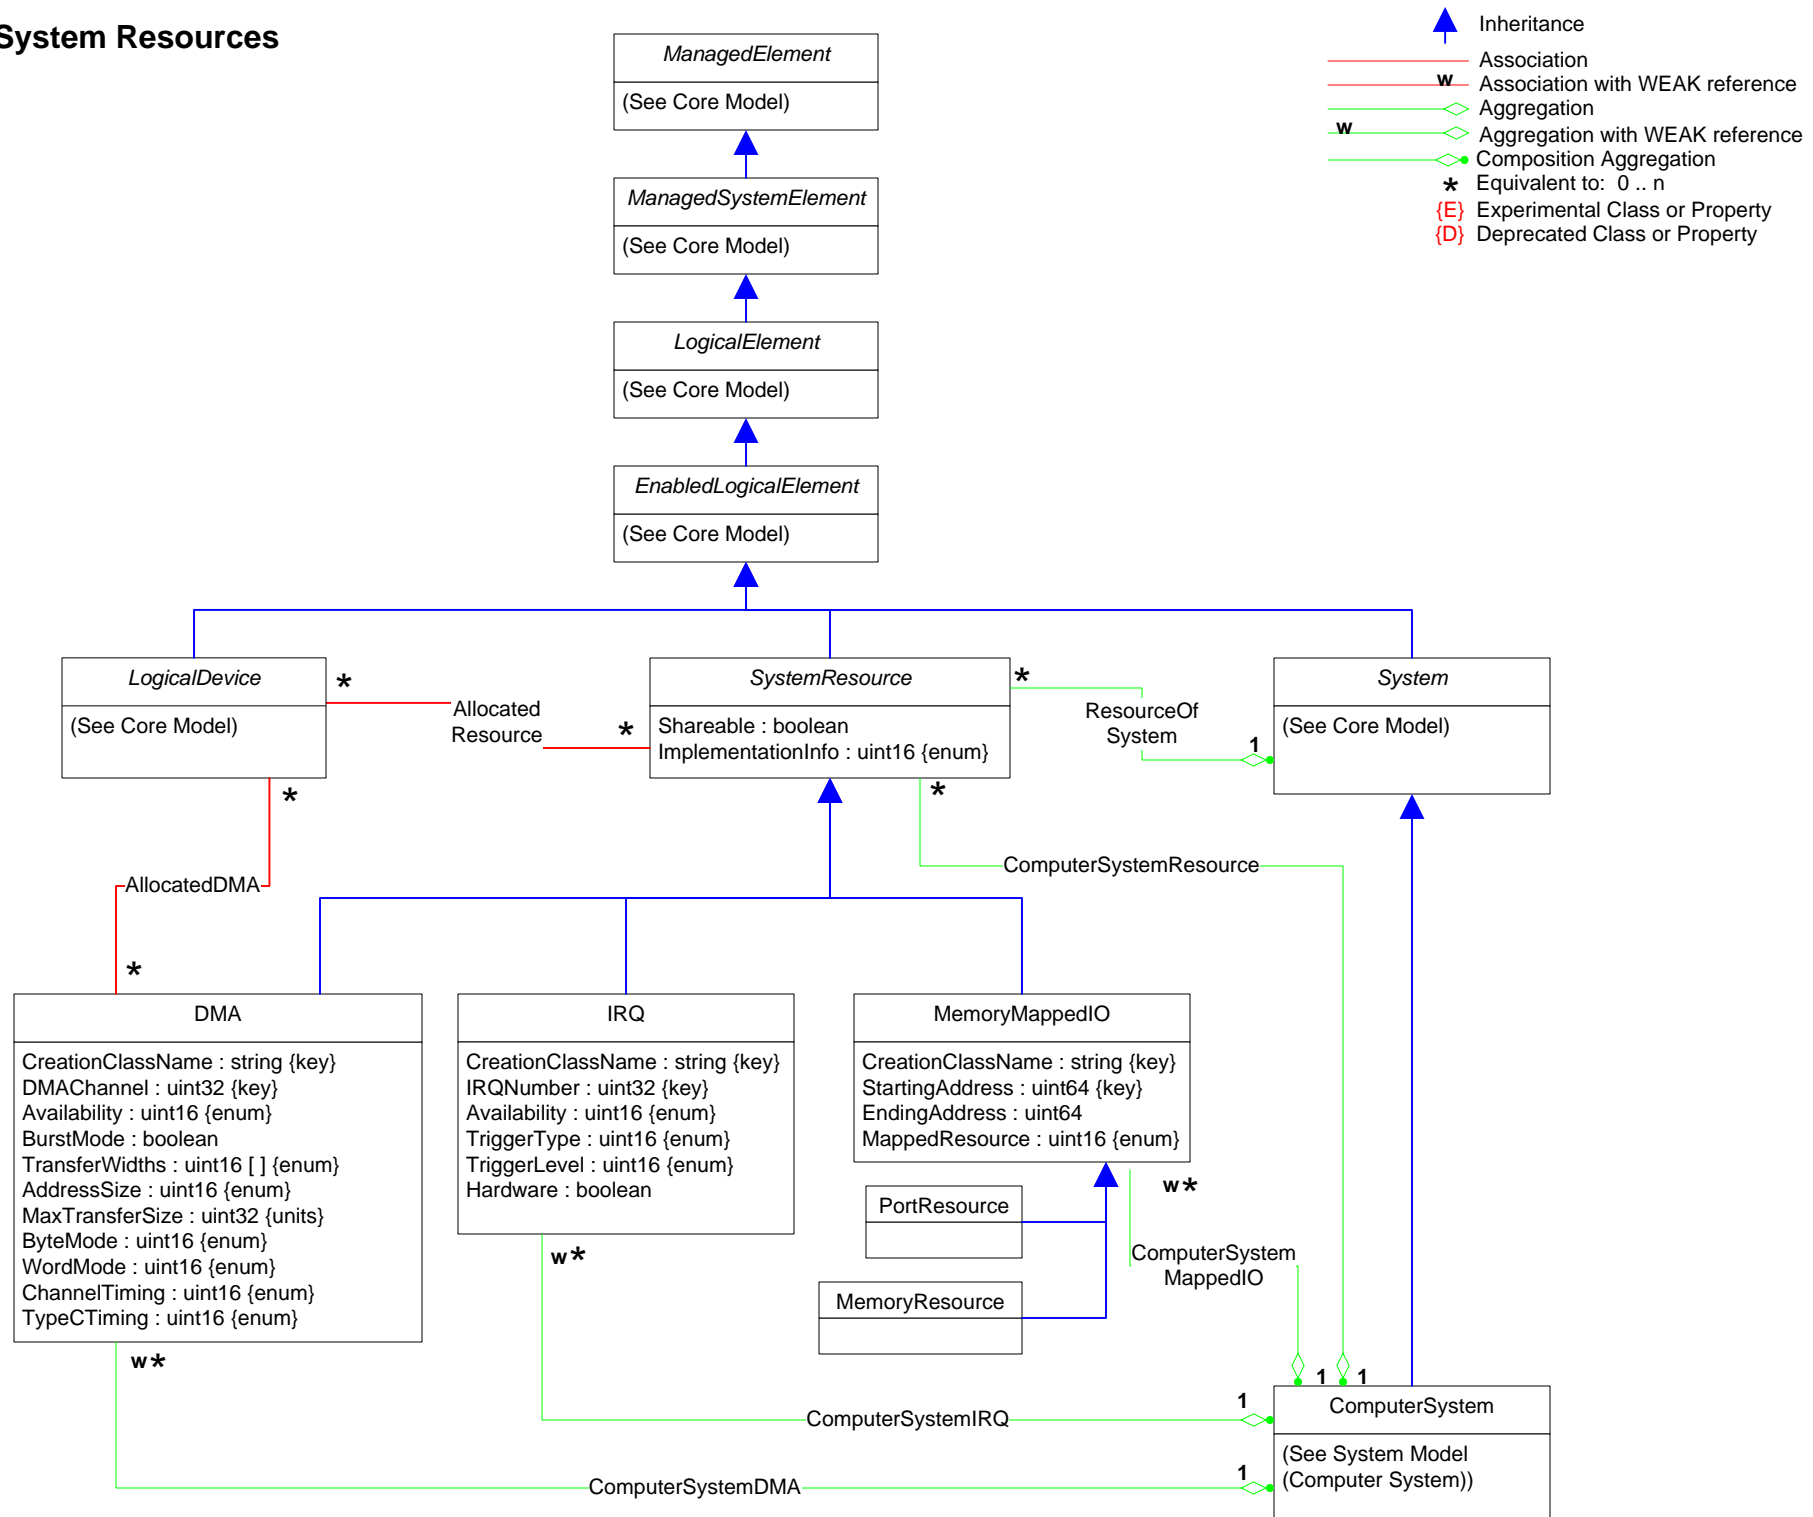 System Resources
Inheritance
Association
w
Association with WEAK reference
Aggregation
w
Aggregation with WEAK reference
Composition Aggregation
* Equivalent to: 0 .. n
{E} Experimental Class or Property
{D} Deprecated Class or Property
ManagedElement
(See Core Model)
ManagedSystemElement
(See Core Model)
LogicalElement
(See Core Model)
EnabledLogicalElement
(See Core Model)
LogicalDevice
(See Core Model)
*
Allocated
Resource
*
*
SystemResource
Shareable : boolean
ImplementationInfo : uint16 {enum}
*
ResourceOf
System
1
*
System
(See Core Model)
ComputerSystemResource
AllocatedDMA
*
DMA
CreationClassName : string {key}
DMAChannel : uint32 {key}
Availability : uint16 {enum}
BurstMode : boolean
TransferWidths : uint16 [ ] {enum}
AddressSize : uint16 {enum}
MaxTransferSize : uint32 {units}
ByteMode : uint16 {enum}
WordMode : uint16 {enum}
ChannelTiming : uint16 {enum}
TypeCTiming : uint16 {enum}
w*
IRQ
CreationClassName : string {key}
IRQNumber : uint32 {key}
Availability : uint16 {enum}
TriggerType : uint16 {enum}
TriggerLevel : uint16 {enum}
Hardware : boolean
w*
MemoryMappedIO
CreationClassName : string {key}
StartingAddress : uint64 {key}
EndingAddress : uint64
MappedResource : uint16 {enum}
w*
PortResource
ComputerSystem
MappedIO
MemoryResource
1
1
ComputerSystemIRQ
1
ComputerSystemDMA
1
ComputerSystem
(See System Model
(Computer System))